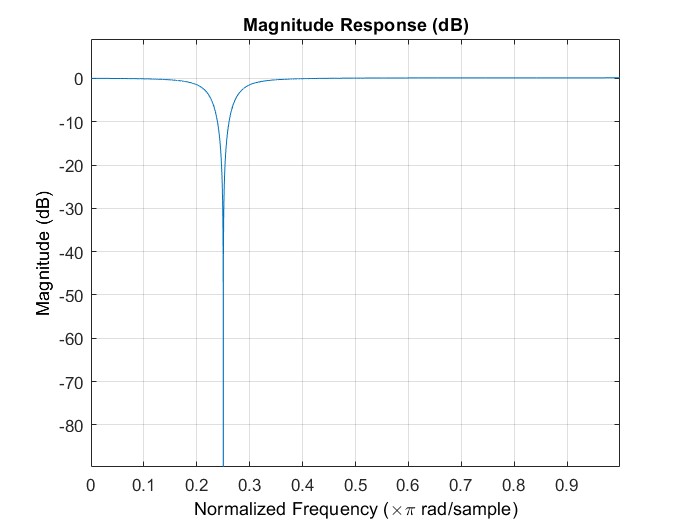 Magnitude Response (dB)
Magnitude (dB)
0
-10
-20
-30
-40
-50
-60
-70
-80
0 0.1 0.2 0.3 0.4 0.5 0.6 0.7 0.8 0.9
Normalized Frequency (×π rad/sample)